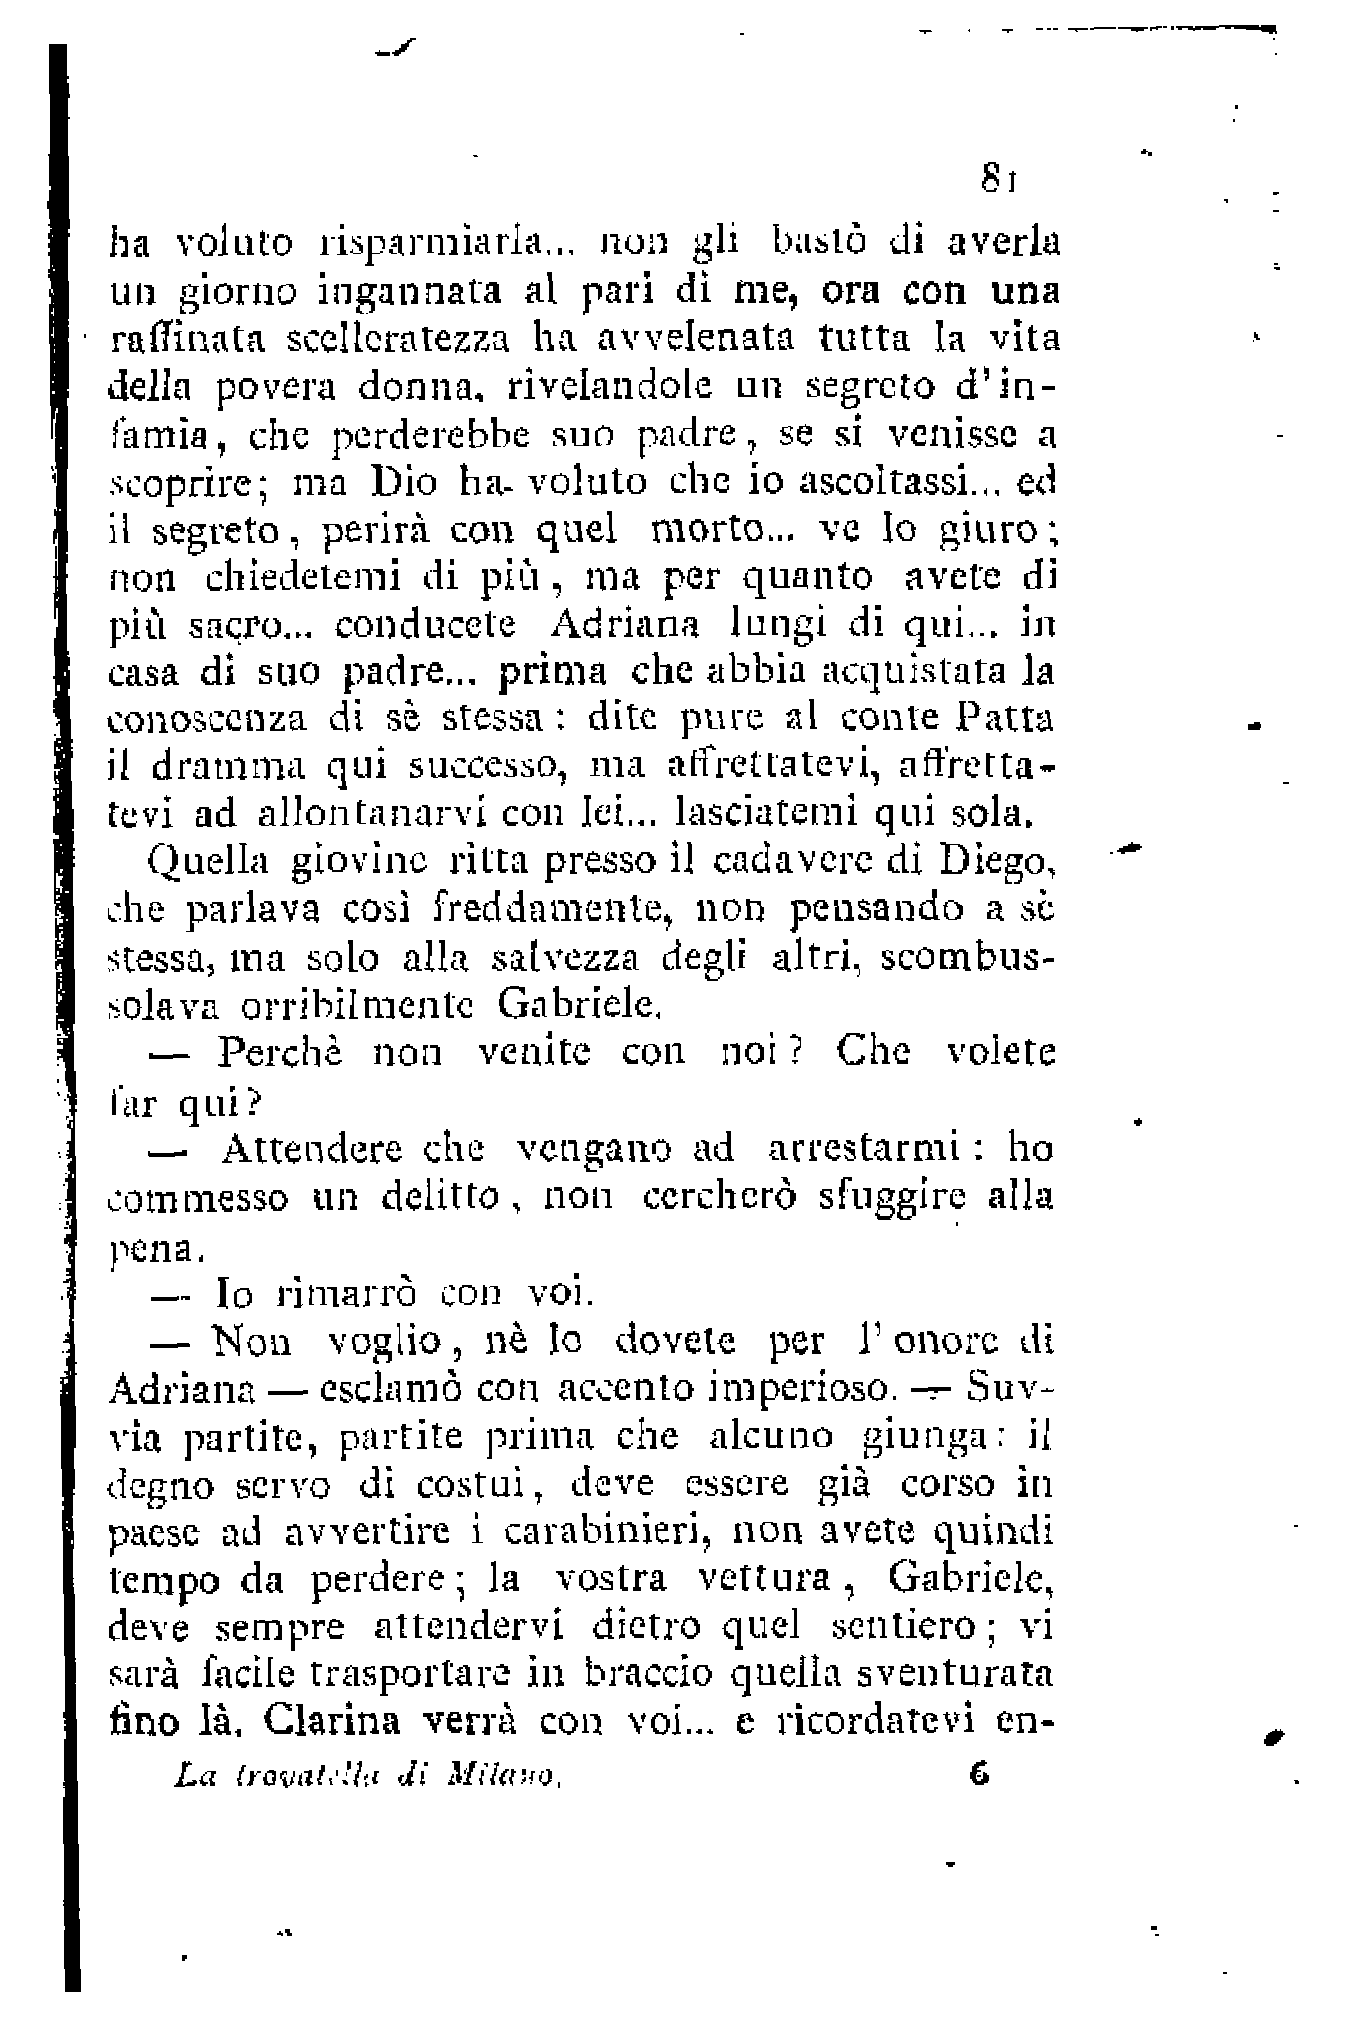 81
ha voluto risparmiarla... non gli bastò di averla
un giorno ingannata al pari di me, ora con una
raffinata scelleratezza ha avvelenata tutta la vita
della povera donna, rivelandole un segreto d'in-
famia, che perderebbe suo padre, se si venisse a
scoprire; ma Dio ha voluto che io ascoltassi... ed
il segreto, perirà con quel morto... ve lo giuro;
non chiedetemi di più, ma per quanto avete di
più sacro... conducete Adriana lungi di qui... in
casa di suo padre... prima che abbia acquistata la
conoscenza di sè stessa: dite pure al conte Patta
il dramma qui successo, ma affrettatevi, affretta-
tevi ad allontanarvi con lei... lasciatemi qui sola.
Quella giovine ritta presso il cadavere di Diego,
che parlava così freddamente, non pensando a sè
stessa, ma solo alla salvezza degli altri, scombus-
solava orribilmente Gabriele.
— Perchè non venite con noi? Che volete
far qui?
— Attendere che vengano ad arrestarmi: ho
commesso un delitto, non cercherò sfuggire alla
pena.
— Io rimarrò con voi.
— Non voglio, nè lo dovete per l'onore di
Adriana — esclamò con accento imperioso. — Suv-
via partite, partite prima che alcuno giunga: il
degno servo di costui, deve essere già corso in
paese ad avvertire i carabinieri, non avete quindi
tempo da perdere; la vostra vettura, Gabriele,
deve sempre attendervi dietro quel sentiero; vi
sarà facile trasportare in braccio quella sventurata
fino là. Clarina verrà con voi... e ricordatevi en-
La trovatella di Milano. 6